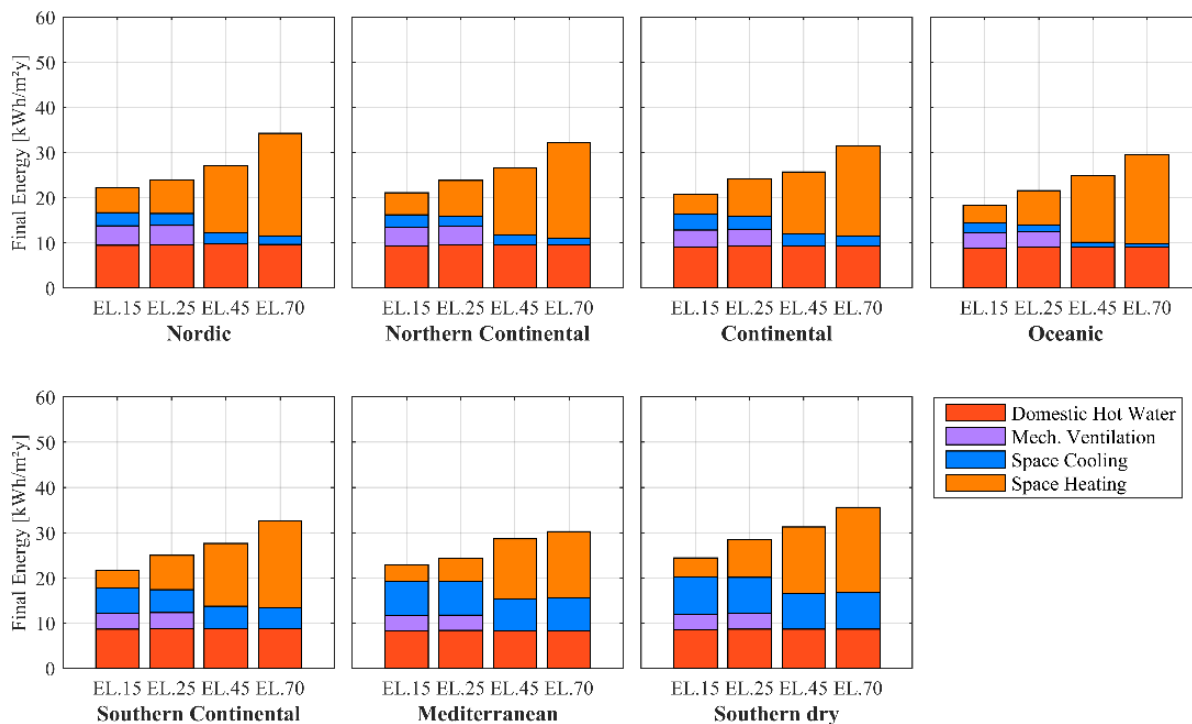 Final Energy [kWh/m²y]
60
50
40
30
20
10
0
EL.15 EL.25 EL.45 EL.70
Nordic
EL.15 EL.25 EL.45 EL.70
Northern Continental
EL.15 EL.25 EL.45 EL.70
Continental
EL.15 EL.25 EL.45 EL.70
Oceanic
Final Energy [kWh/m²y]
60
50
40
30
20
10
0
EL.15 EL.25 EL.45 EL.70
Southern Continental
EL.15 EL.25 EL.45 EL.70
Mediterranean
EL.15 EL.25 EL.45 EL.70
Southern dry
Domestic Hot Water
Mech. Ventilation
Space Cooling
Space Heating